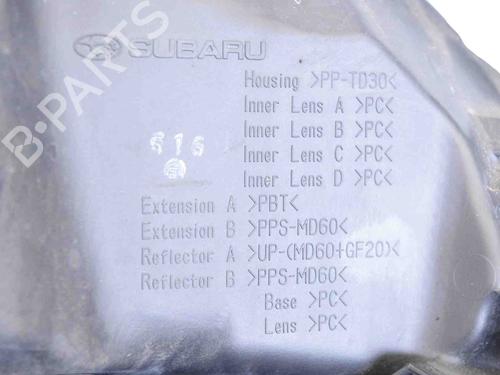 SUBARU
Housing >PP-TD30<
Inner Lens A >PC<
Inner Lens B >PC<
Inner Lens C >PC<
Inner Lens D >PC<
616
Extension A >PBT<
Extension B >PPS-MD60<
Reflector A >UP-(MD60+GF20)<
Reflector B >PPS-MD60<
Base >PC<
Lens >PC<
B-PARTS